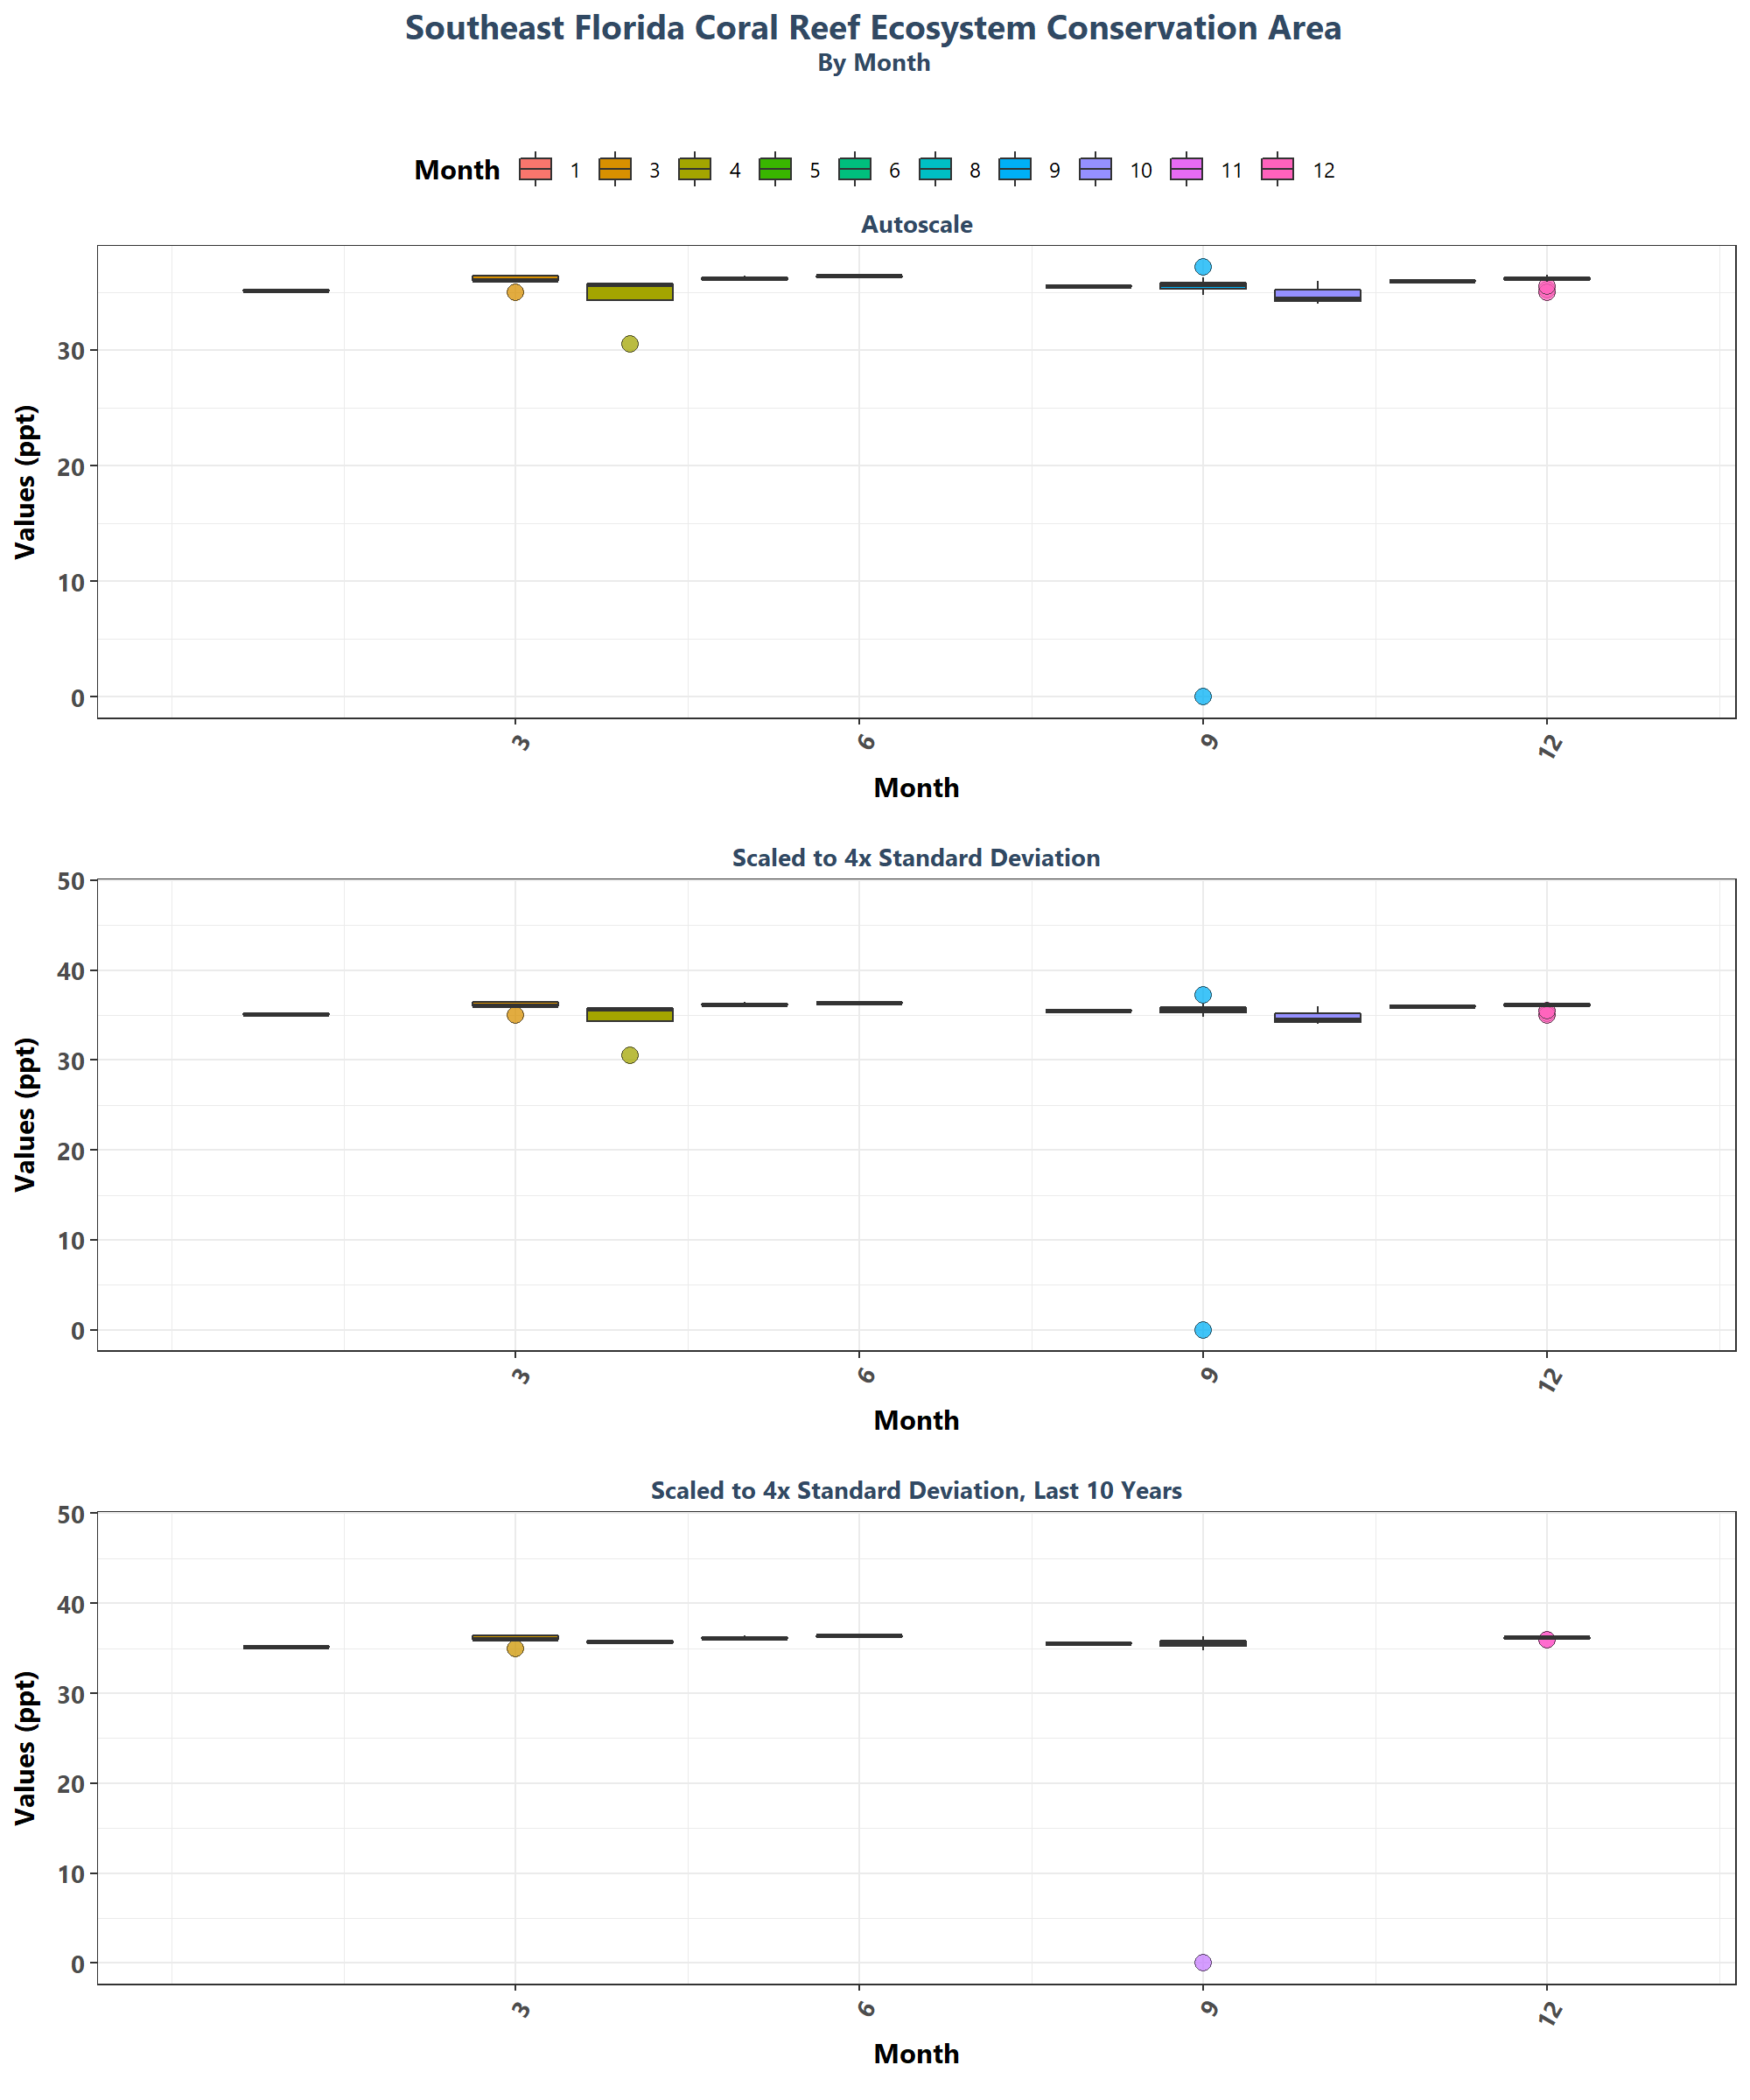 Southeast Florida Coral Reef Ecosystem Conservation Area
By Month
Month 1 3 4 5 6 8 9 10 11 12
Autoscale
Values (ppt)
30
20
10
0
3 6 9 12
Month
Scaled to 4x Standard Deviation
Values (ppt)
50
40
30
20
10
0
3 6 9 12
Month
Scaled to 4x Standard Deviation, Last 10 Years
Values (ppt)
50
40
30
20
10
0
3 6 9 12
Month